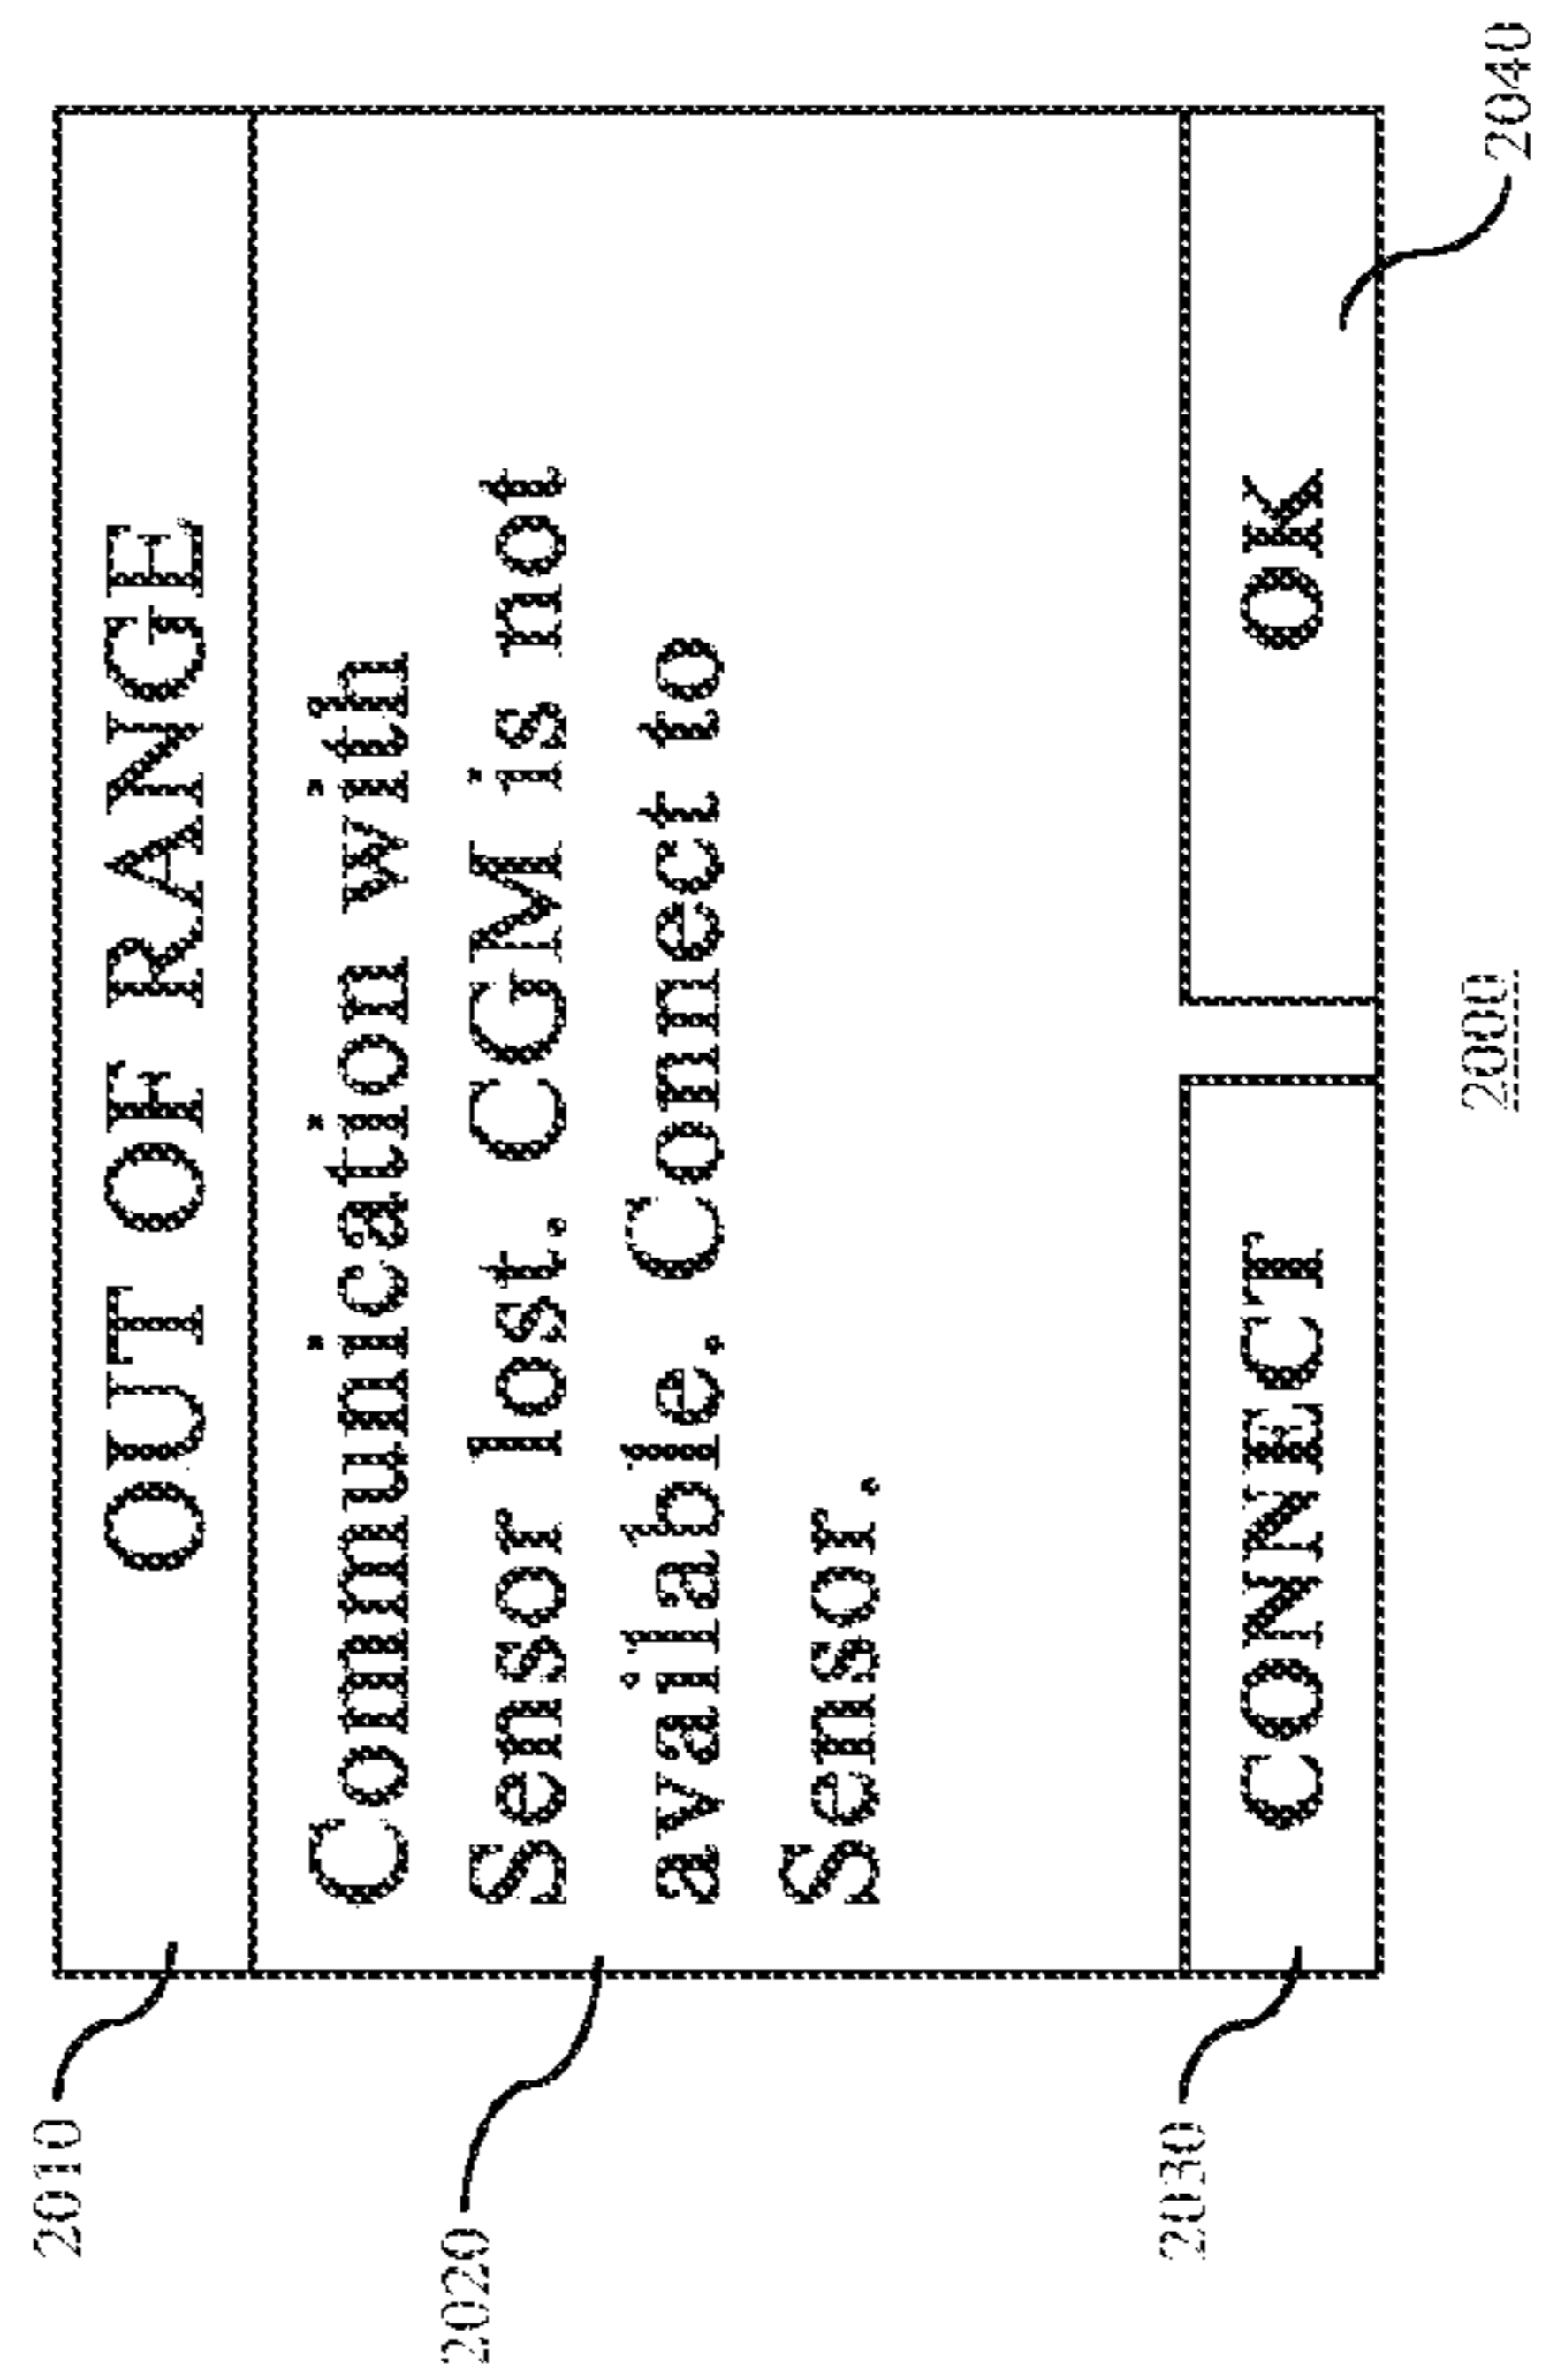 2010
OUT OF RANGE
2020
Communication with
Sensor lost. CGM is not
available. Connect to
Sensor.
2030
CONNECT
OK
2040
2000